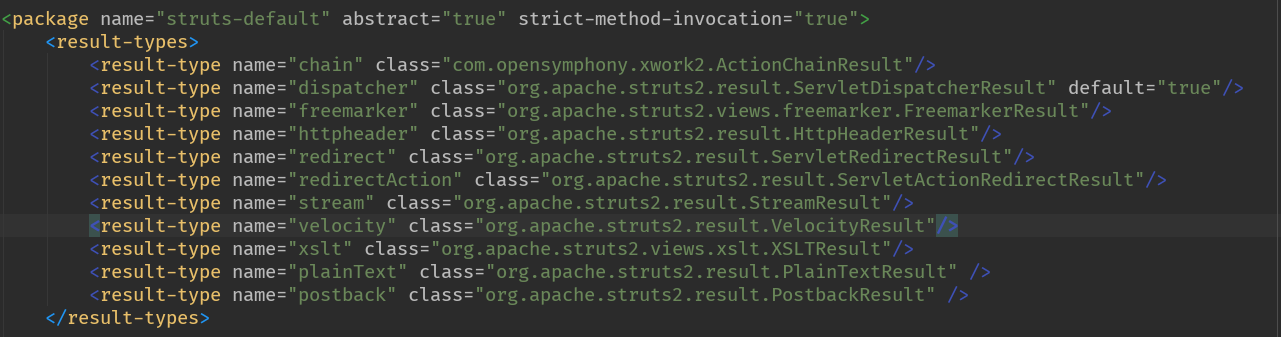 <package name="struts-default" abstract="true" strict-method-invocation="true">
<result-types>
<result-type name="chain" class="com.opensymphony.xwork2.ActionChainResult"/>
<result-type name="dispatcher" class="org.apache.struts2.result.ServletDispatcherResult" default="true"/>
<result-type name="freemarker" class="org.apache.struts2.views.freemarker.FreemarkerResult"/>
<result-type name="httpheader" class="org.apache.struts2.result.HttpHeaderResult"/>
<result-type name="redirect" class="org.apache.struts2.result.ServletRedirectResult"/>
<result-type name="redirectAction" class="org.apache.struts2.result.ServletActionRedirectResult"/>
<result-type name="stream" class="org.apache.struts2.result.StreamResult"/>
<result-type name="velocity" class="org.apache.struts2.result.VelocityResult"/>
<result-type name="xslt" class="org.apache.struts2.views.xslt.XSLTResult"/>
<result-type name="plainText" class="org.apache.struts2.result.PlainTextResult" />
<result-type name="postback" class="org.apache.struts2.result.PostbackResult" />
</result-types>